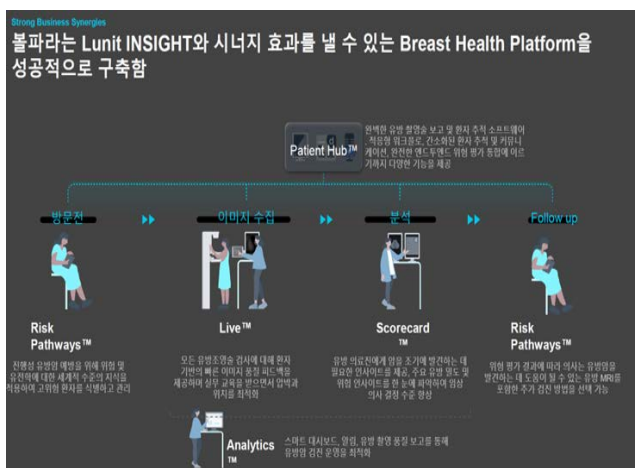 Strong Business Synergies
볼파라는 Lunit INSIGHT와 시너지 효과를 낼 수 있는 Breast Health Platform을
성공적으로 구축함
Patient Hub™
완벽한 유방 촬영술 보고 및 환자 추적 소프트웨어
, 적응형 워크플로, 간소화된 환자 추적 및 커뮤니
케이션, 완전한 엔드투엔드 위험 평가 통합에 이르
기까지 다양한 기능을 제공
방문전
이미지 수집
분석
Follow up
Risk
Pathways™
진행성 유방암 예방을 위해 위험 및
유전학에 대한 세계적 수준의 지식을
적용하여 고위험 환자를 식별하고 관리
Live™
모든 유방조영술 검사에 대해 환자
기반의 빠른 이미지 품질 피드백을
제공하며 실무 교육을 받으면서 압박과
위치를 최적화
Scorecard
™
유방 의료진에게 암을 조기에 발견하는 데
필요한 인사이트를 제공, 주요 유방 밀도 및
위험 인사이트를 한 눈에 파악하여 임상
의사 결정 수준 향상
Risk
Pathways™
위험 평가 결과에 따라 의사는 유방암을
발견하는 데 도움이 될 수 있는 유방 MRI를
포함한 추가 검진 방법을 선택 가능
Analytics
™
스마트 대시보드, 알림, 유방 촬영 품질 보고를 통해
유방암 검진 운영을 최적화